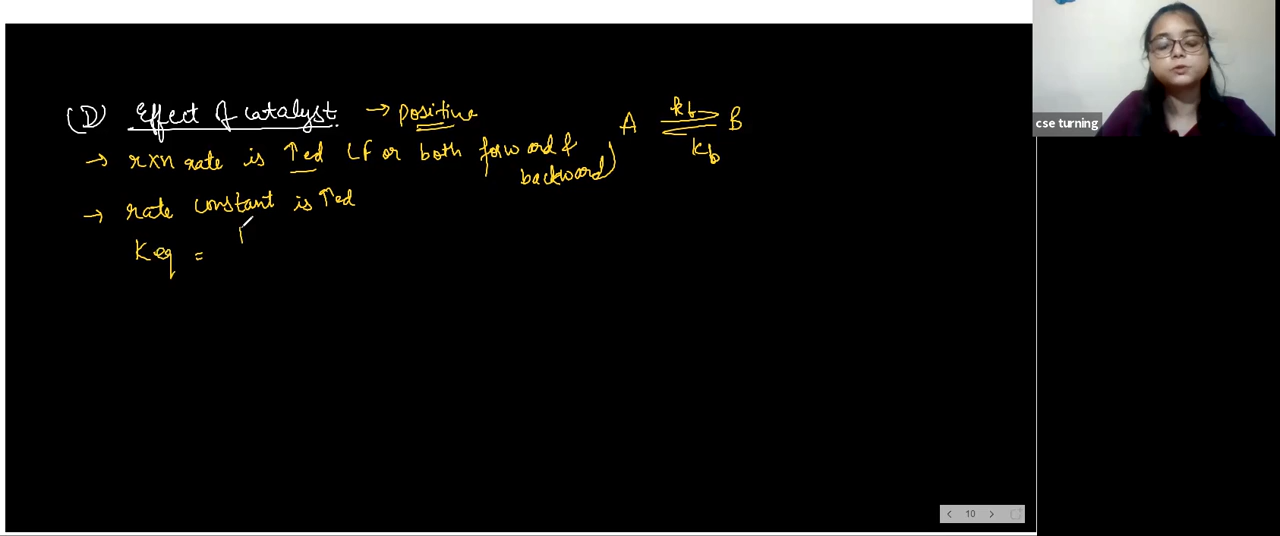 (D) Effect of catalyst → positive
→ rxn rate is ↑ed (For both forward & backward)
A ⇌ B
kf
kb
→ rate constant is ↑ed
Keq =
cse turning
10